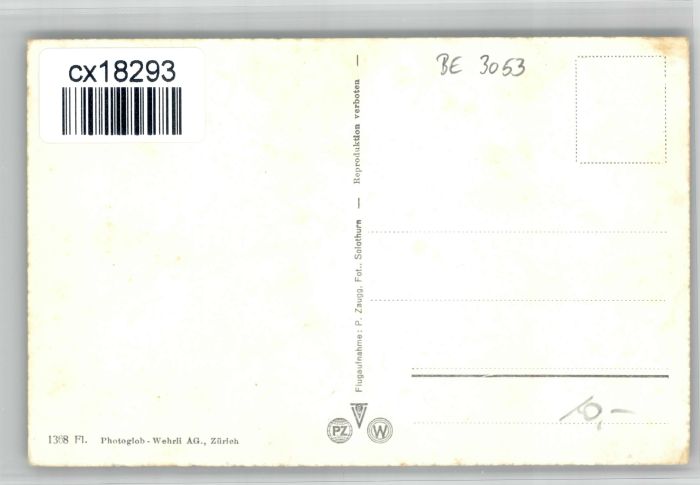 cx18293
BE 3053
Flugaufnahme: P. Zaugg, Fot., Solothurn — Reproduktion verboten —
10,-
PZ
W
1368 Fl. Photoglob-Wehrli AG., Zürich